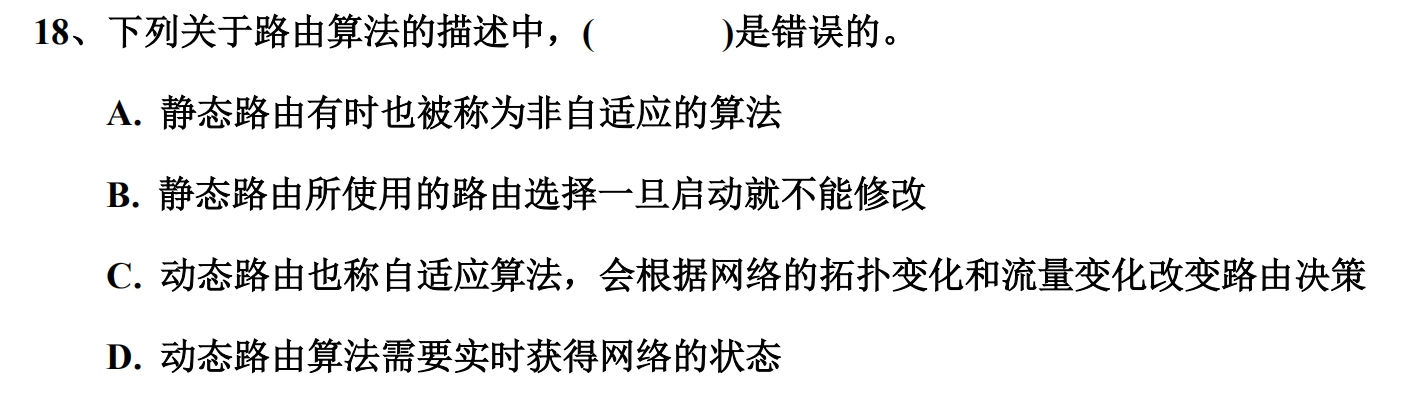 18、下列关于路由算法的描述中，(        )是错误的。
A. 静态路由有时也被称为非自适应的算法
B. 静态路由所使用的路由选择一旦启动就不能修改
C. 动态路由也称自适应算法，会根据网络的拓扑变化和流量变化改变路由决策
D. 动态路由算法需要实时获得网络的状态